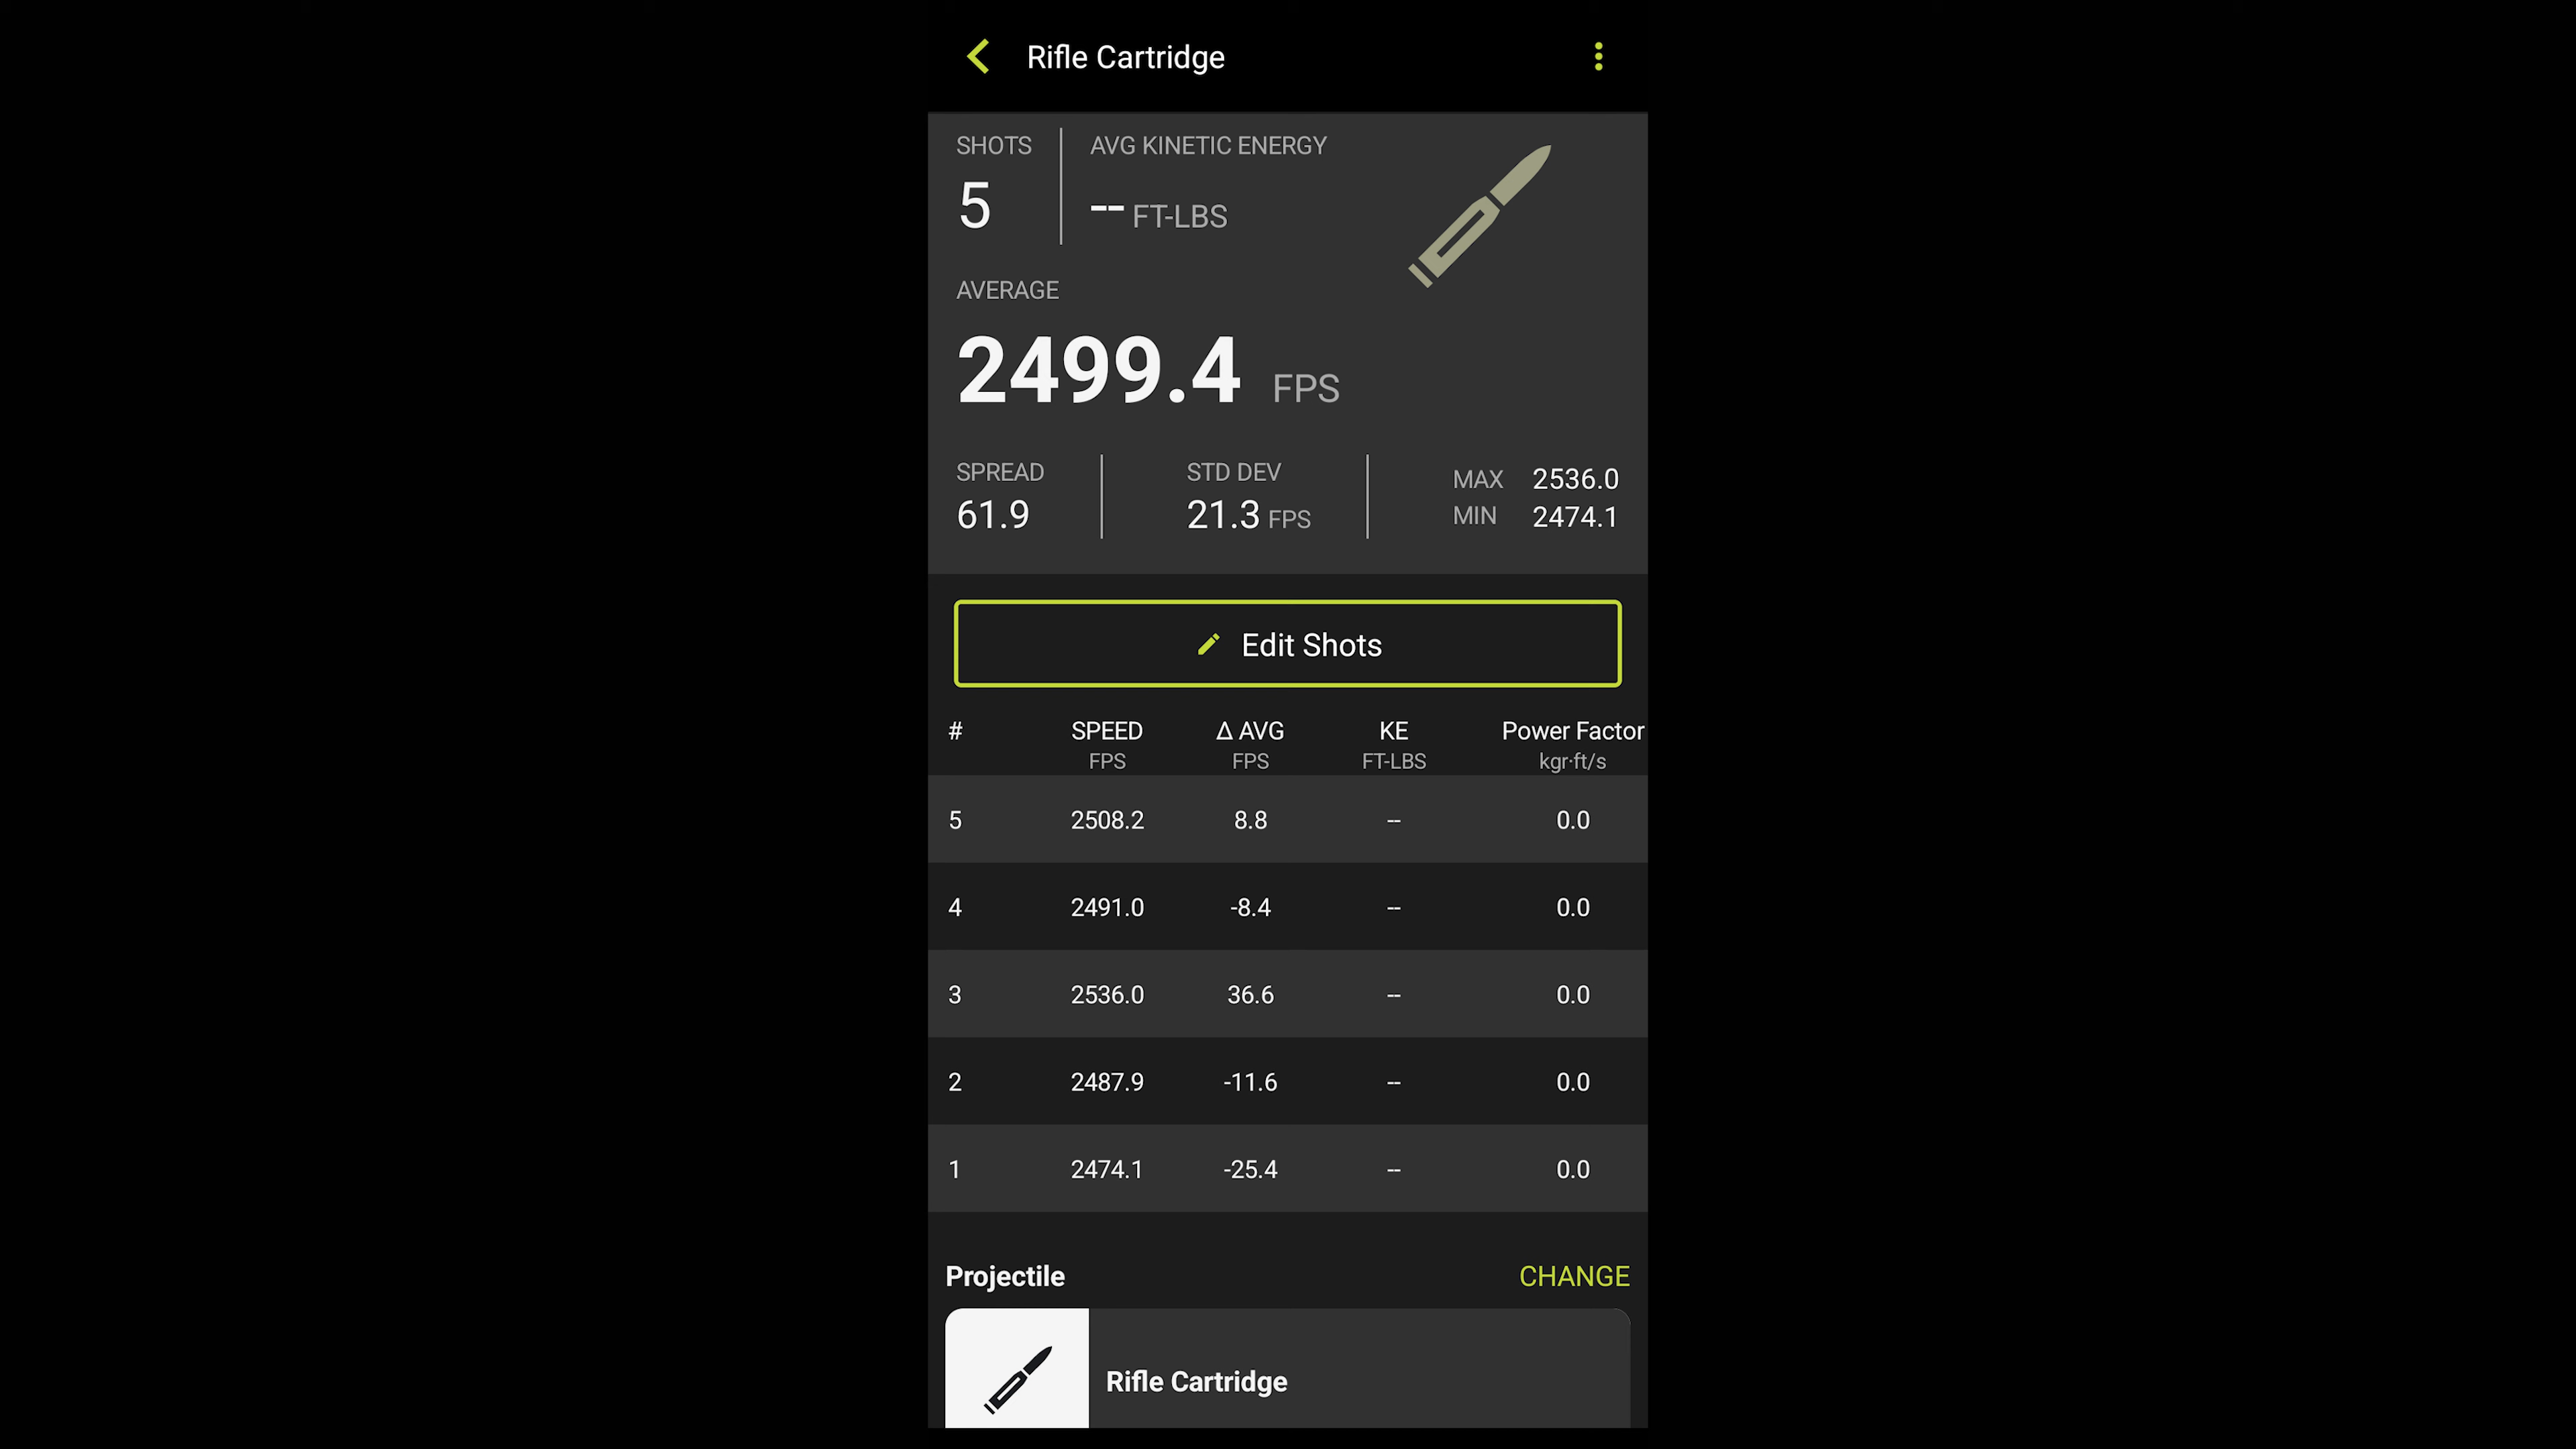 Rifle Cartridge
SHOTS AVG KINETIC ENERGY
5 -- FT-LBS
AVERAGE
2499.4 FPS
SPREAD STD DEV MAX 2536.0
61.9 21.3 FPS MIN 2474.1
Edit Shots
# SPEED Δ AVG KE Power Factor
FPS FPS FT-LBS kgr·ft/s
5 2508.2 8.8 -- 0.0
4 2491.0 -8.4 -- 0.0
3 2536.0 36.6 -- 0.0
2 2487.9 -11.6 -- 0.0
1 2474.1 -25.4 -- 0.0
Projectile CHANGE
Rifle Cartridge